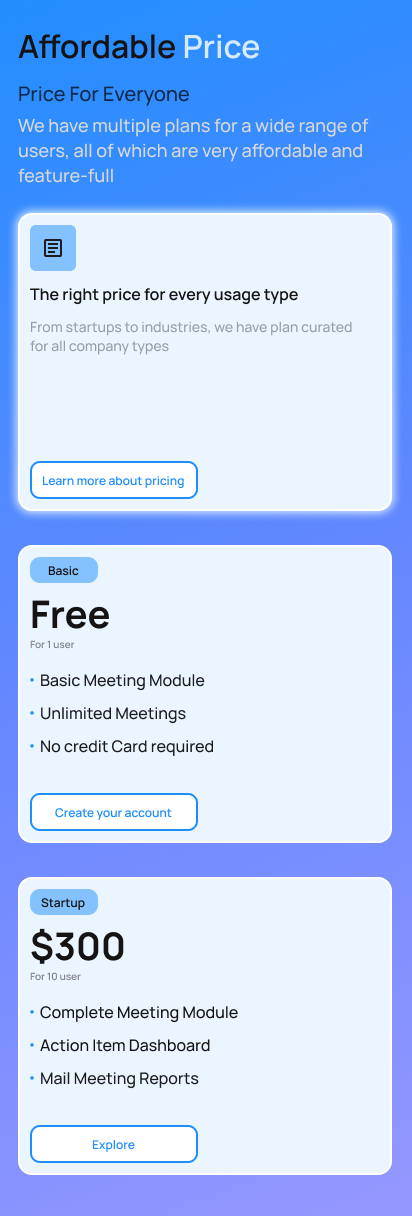 Affordable Price
Price For Everyone
We have multiple plans for a wide range of
users, all of which are very affordable and
feature-full
The right price for every usage type
From startups to industries, we have plan curated
for all company types
Learn more about pricing
Basic
Free
For 1 user
• Basic Meeting Module
• Unlimited Meetings
• No credit Card required
Create your account
Startup
$300
For 10 user
• Complete Meeting Module
• Action Item Dashboard
• Mail Meeting Reports
Explore